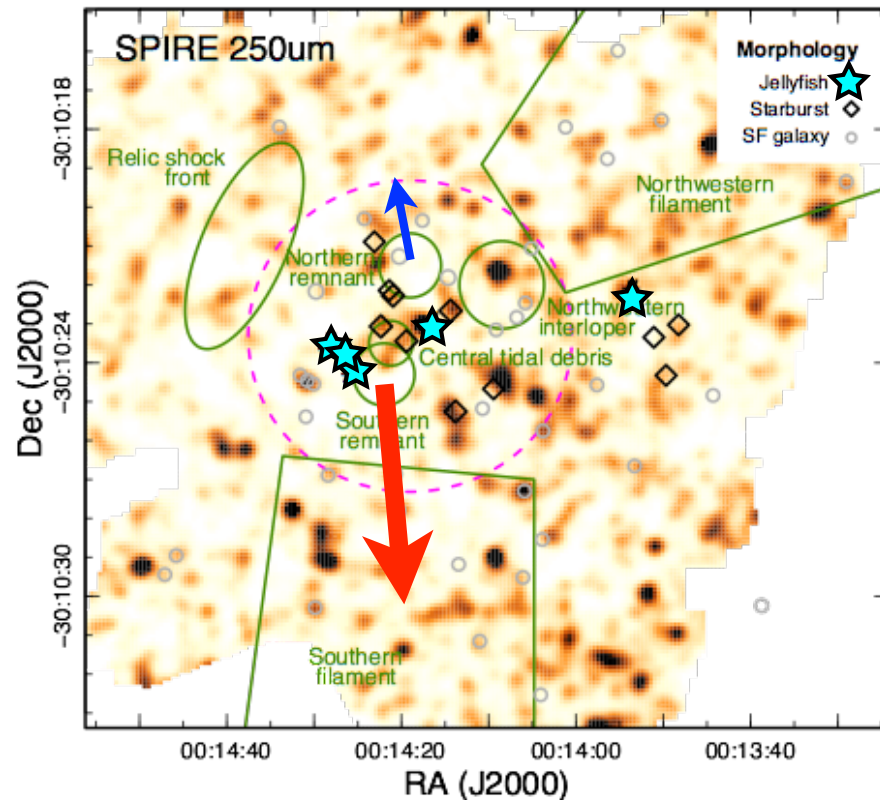 SPIRE 250um
Morphology
Jellyfish
Starburst
SF galaxy
Relic shock
front
Northwestern
filament
Northern
remnant
Northwestern
interloper
Central tidal debris
Southern
remnant
Southern
filament
Dec (J2000)
−30:10:18
−30:10:24
−30:10:30
00:14:40
00:14:20
00:14:00
00:13:40
RA (J2000)